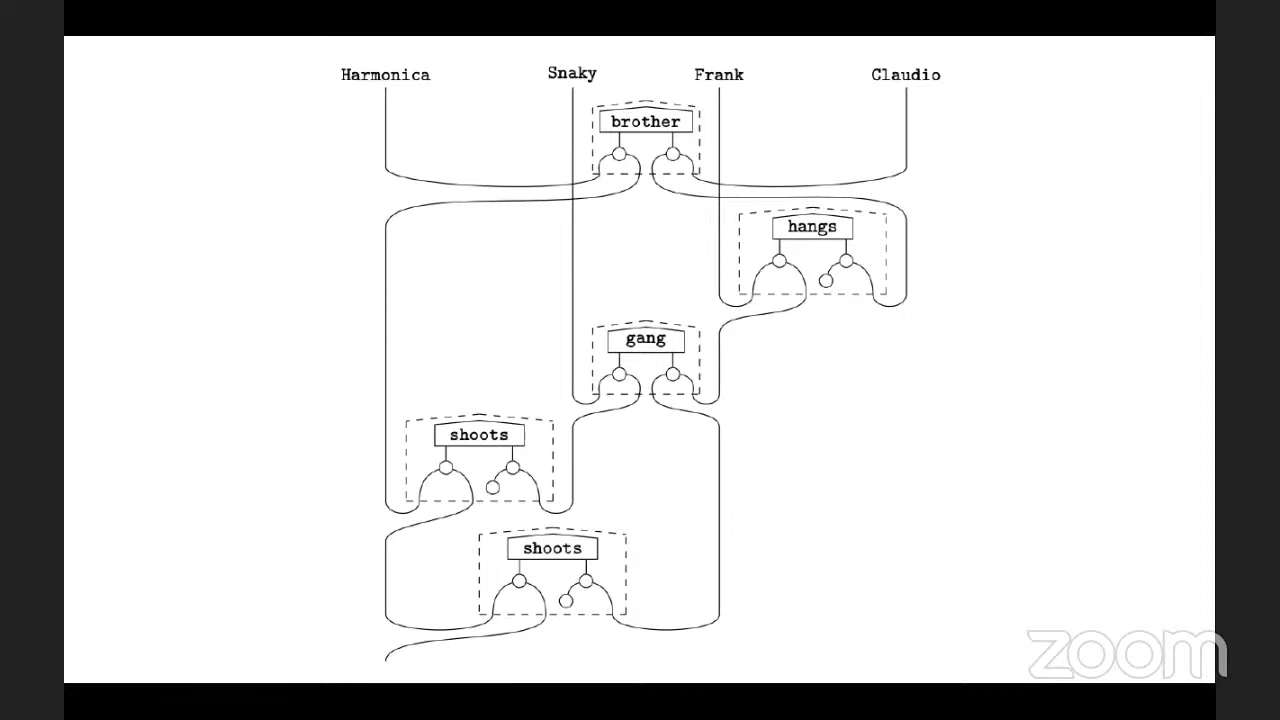 Harmonica Snaky Frank Claudio
brother
hangs
gang
shoots
shoots
zoom